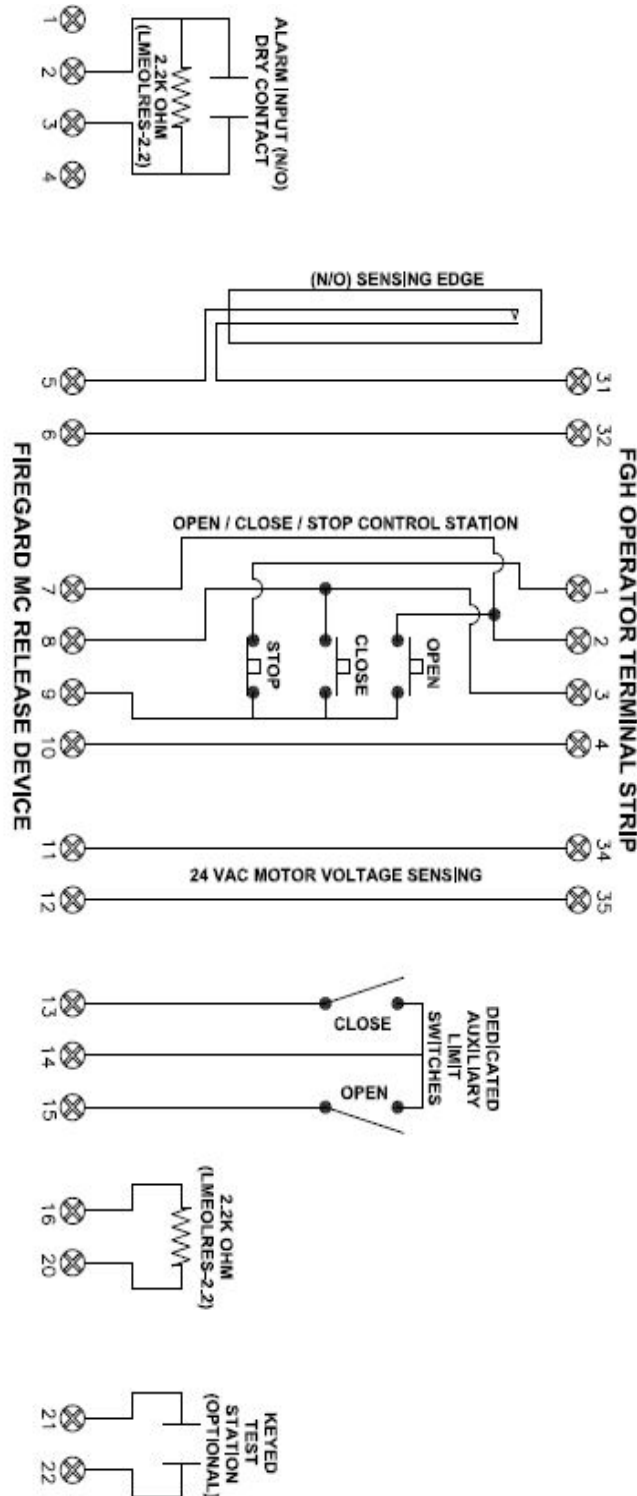 ALARM INPUT (N/O)
DRY CONTACT
2.2K OHM
(LMEOLRES-2.2)
1
2
3
4
(N/O) SENSING EDGE
5
6
31
32
FGH OPERATOR TERMINAL STRIP
FIREGARD MC RELEASE DEVICE
OPEN / CLOSE / STOP CONTROL STATION
7
8
9
10
1
2
3
4
OPEN
CLOSE
STOP
11
12
34
35
24 VAC MOTOR VOLTAGE SENSING
13
14
15
CLOSE
OPEN
DEDICATED
AUXILIARY
LIMIT
SWITCHES
16
20
2.2K OHM
(LMEOLRES-2.2)
21
22
KEYED
TEST
STATION
(OPTIONAL)